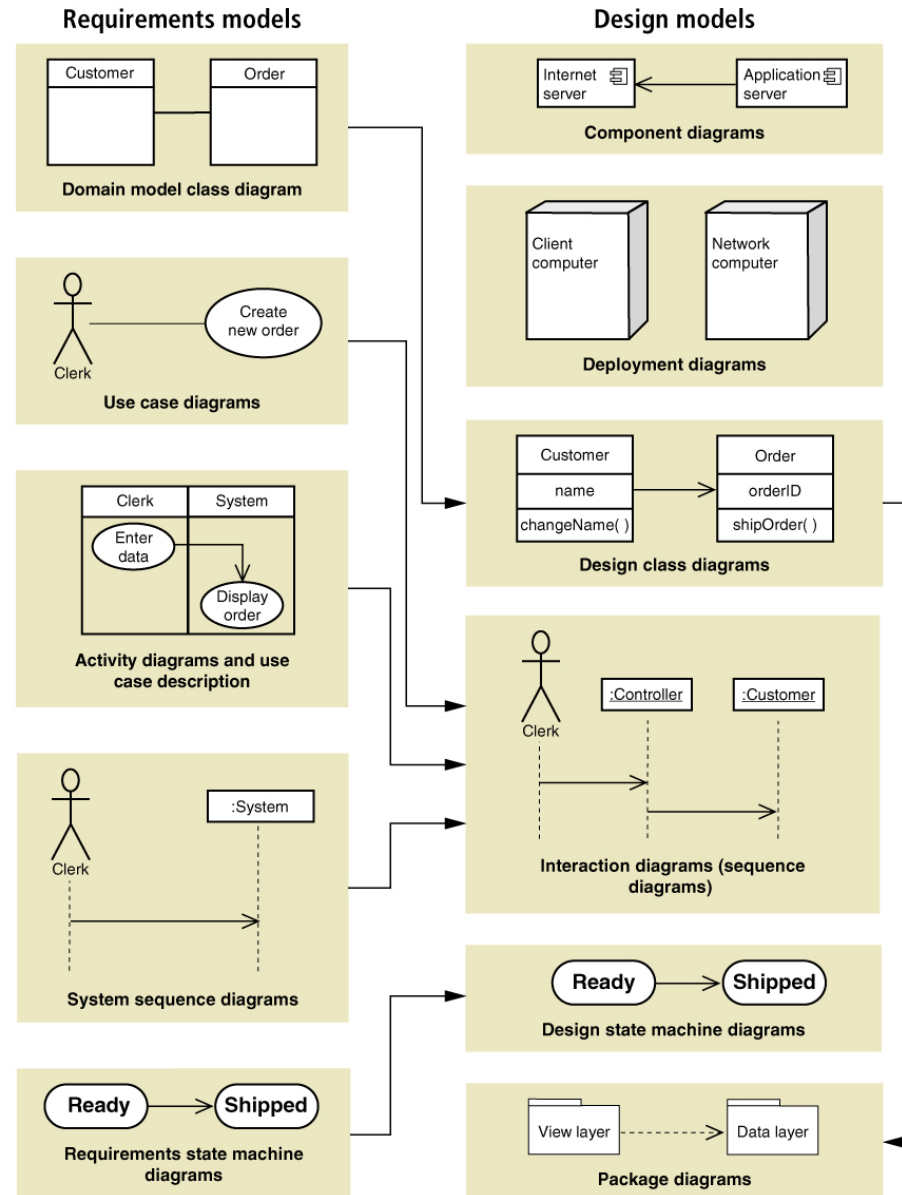 Requirements models
Customer
Order
Domain model class diagram
Clerk
Create
new order
Use case diagrams
Clerk
System
Enter
data
Display
order
Activity diagrams and use
case description
:System
Clerk
System sequence diagrams
Ready
Shipped
Requirements state machine
diagrams
Design models
Internet
server
Application
server
Component diagrams
Client
computer
Network
computer
Deployment diagrams
Customer
name
changeName( )
Order
orderID
shipOrder( )
Design class diagrams
Clerk
:Controller
:Customer
Interaction diagrams (sequence
diagrams)
Ready
Shipped
Design state machine diagrams
View layer
Data layer
Package diagrams